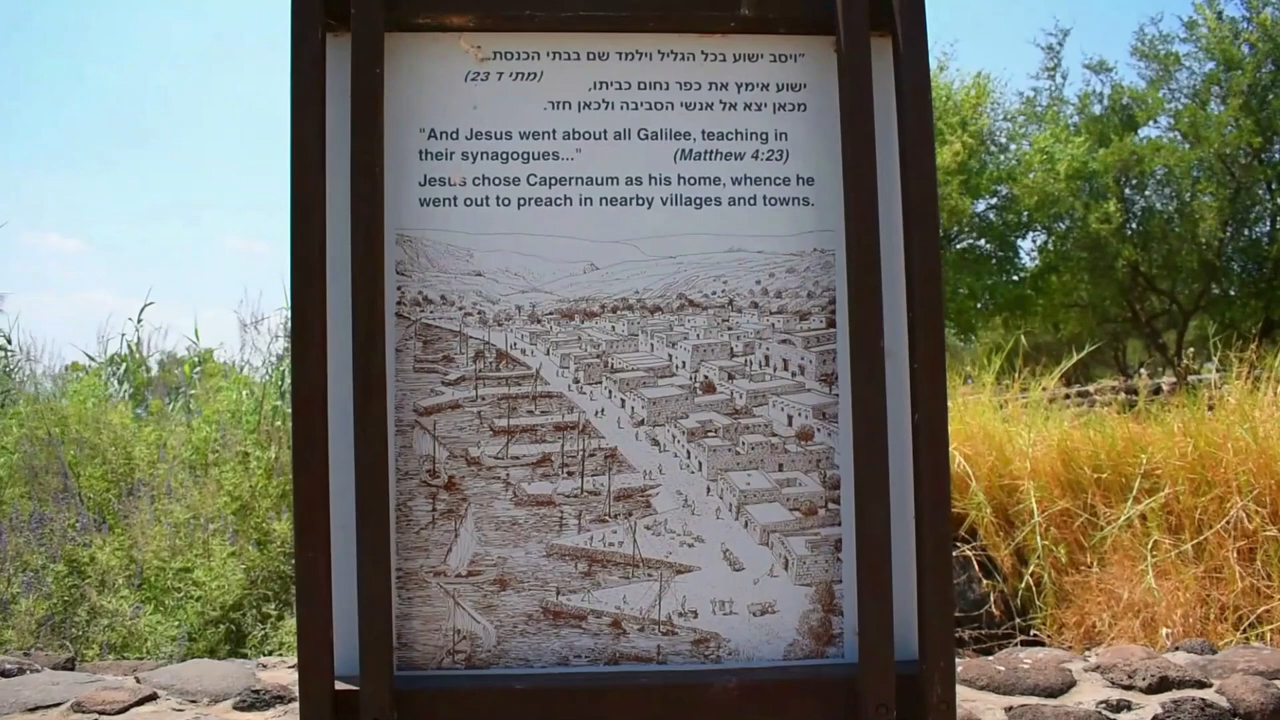 "ויסב ישוע בכל הגליל וילמד שם בבתי הכנסת..
(מתי ד 23)
ישוע אימץ את כפר נחום כביתו,
מכאן יצא אל אנשי הסביבה ולכאן חזר.
"And Jesus went about all Galilee, teaching in
their synagogues..." (Matthew 4:23)
Jesus chose Capernaum as his home, whence he
went out to preach in nearby villages and towns.